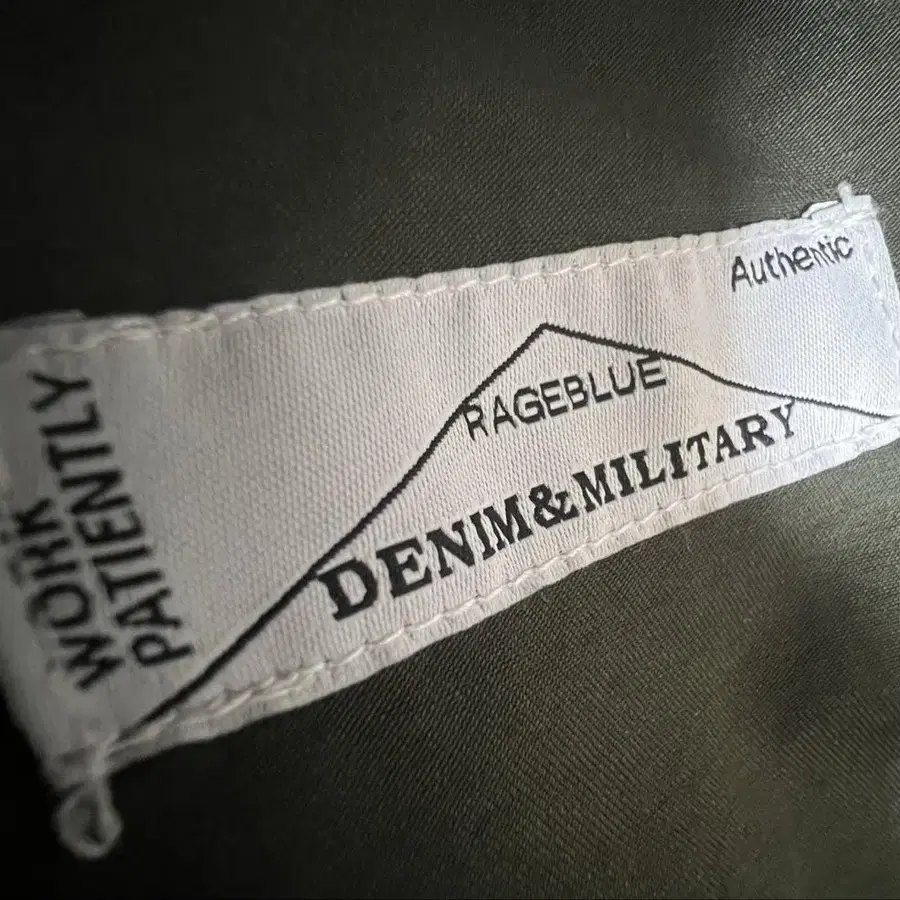 Authentic
RAGEBLUE
DENIM&MILITARY
WORK
PATIENTLY